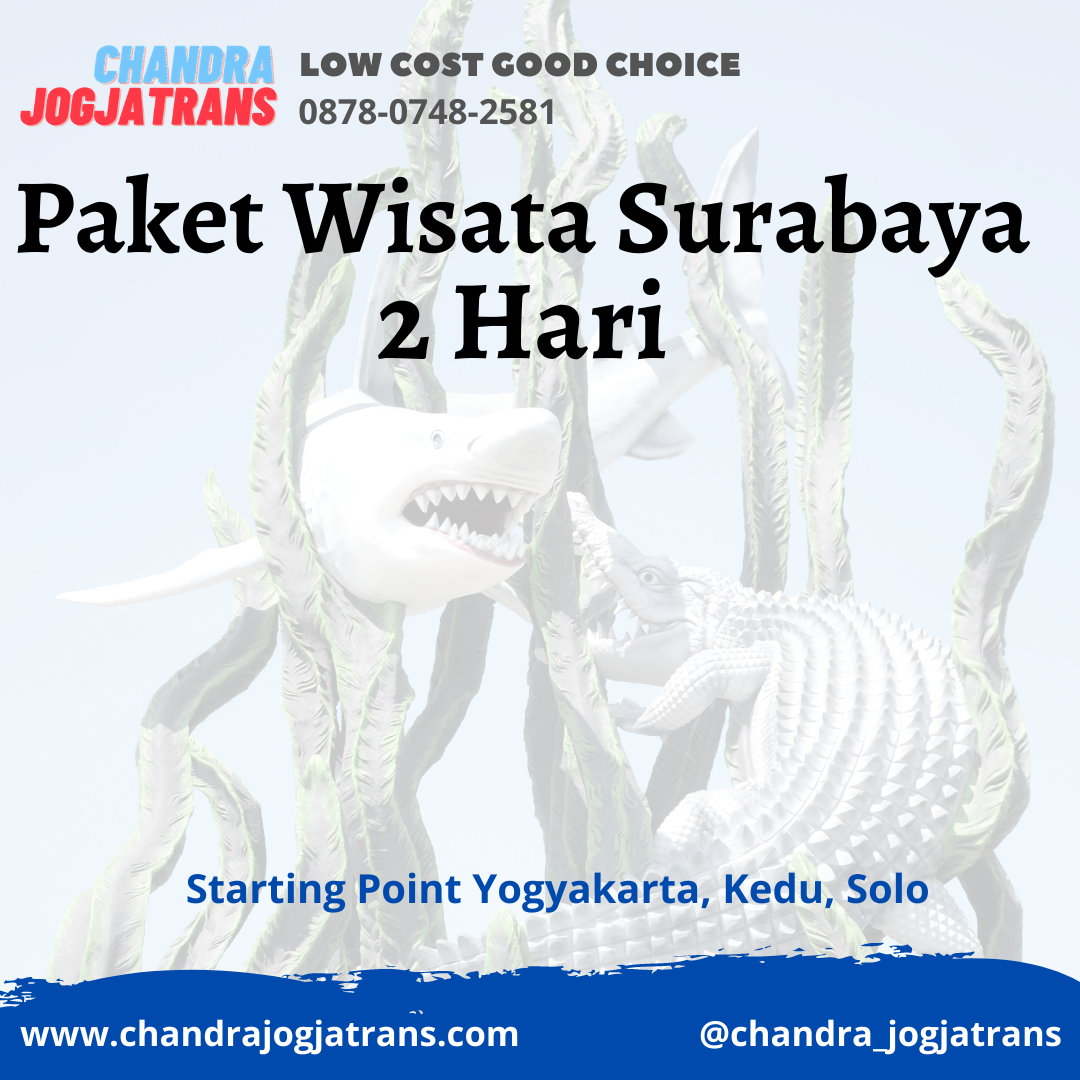 CHANDRA
JOGJATRANS
LOW COST GOOD CHOICE
0878-0748-2581
Paket Wisata Surabaya
2 Hari
Starting Point Yogyakarta, Kedu, Solo
www.chandrajogjatrans.com
@chandra_jogjatrans